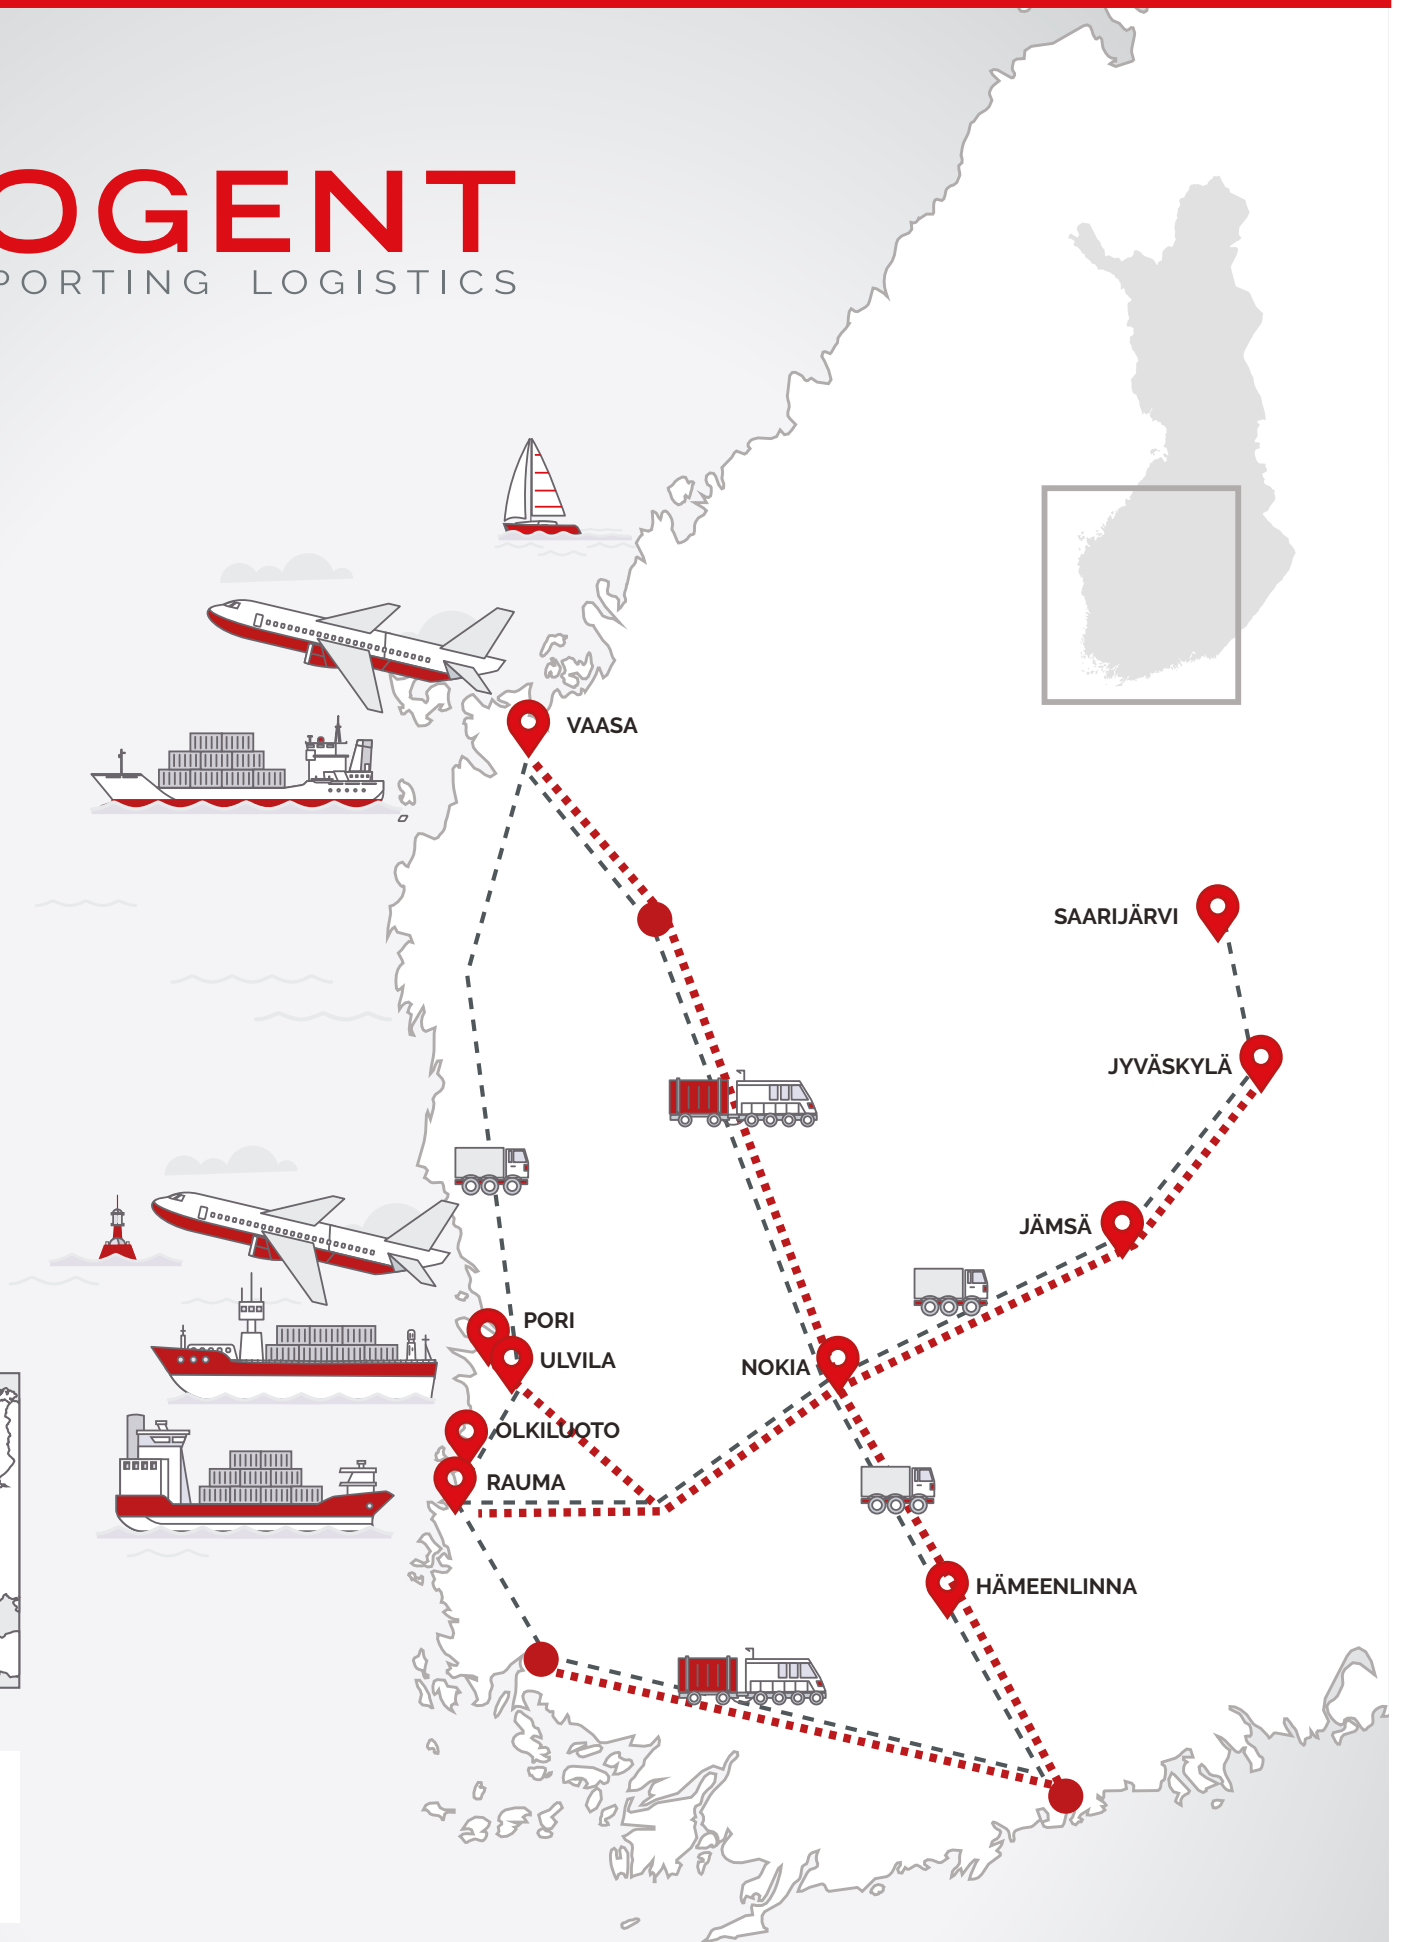 OGENT
PORTING LOGISTICS
VAASA
SAARIJÄRVI
JYVÄSKYLÄ
JÄMSÄ
PORI
ULVILA
NOKIA
OLKILUOTO
RAUMA
HÄMEENLINNA